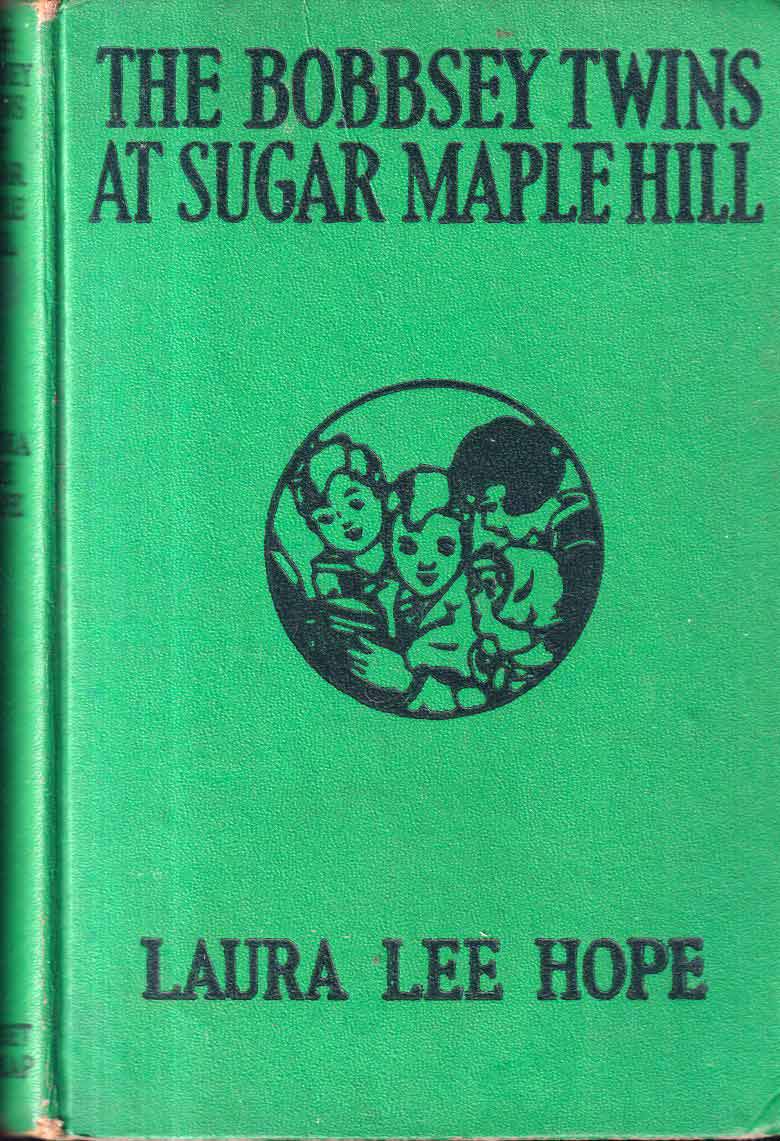 THE BOBBSEY TWINS
AT SUGAR MAPLE HILL
LAURA LEE HOPE